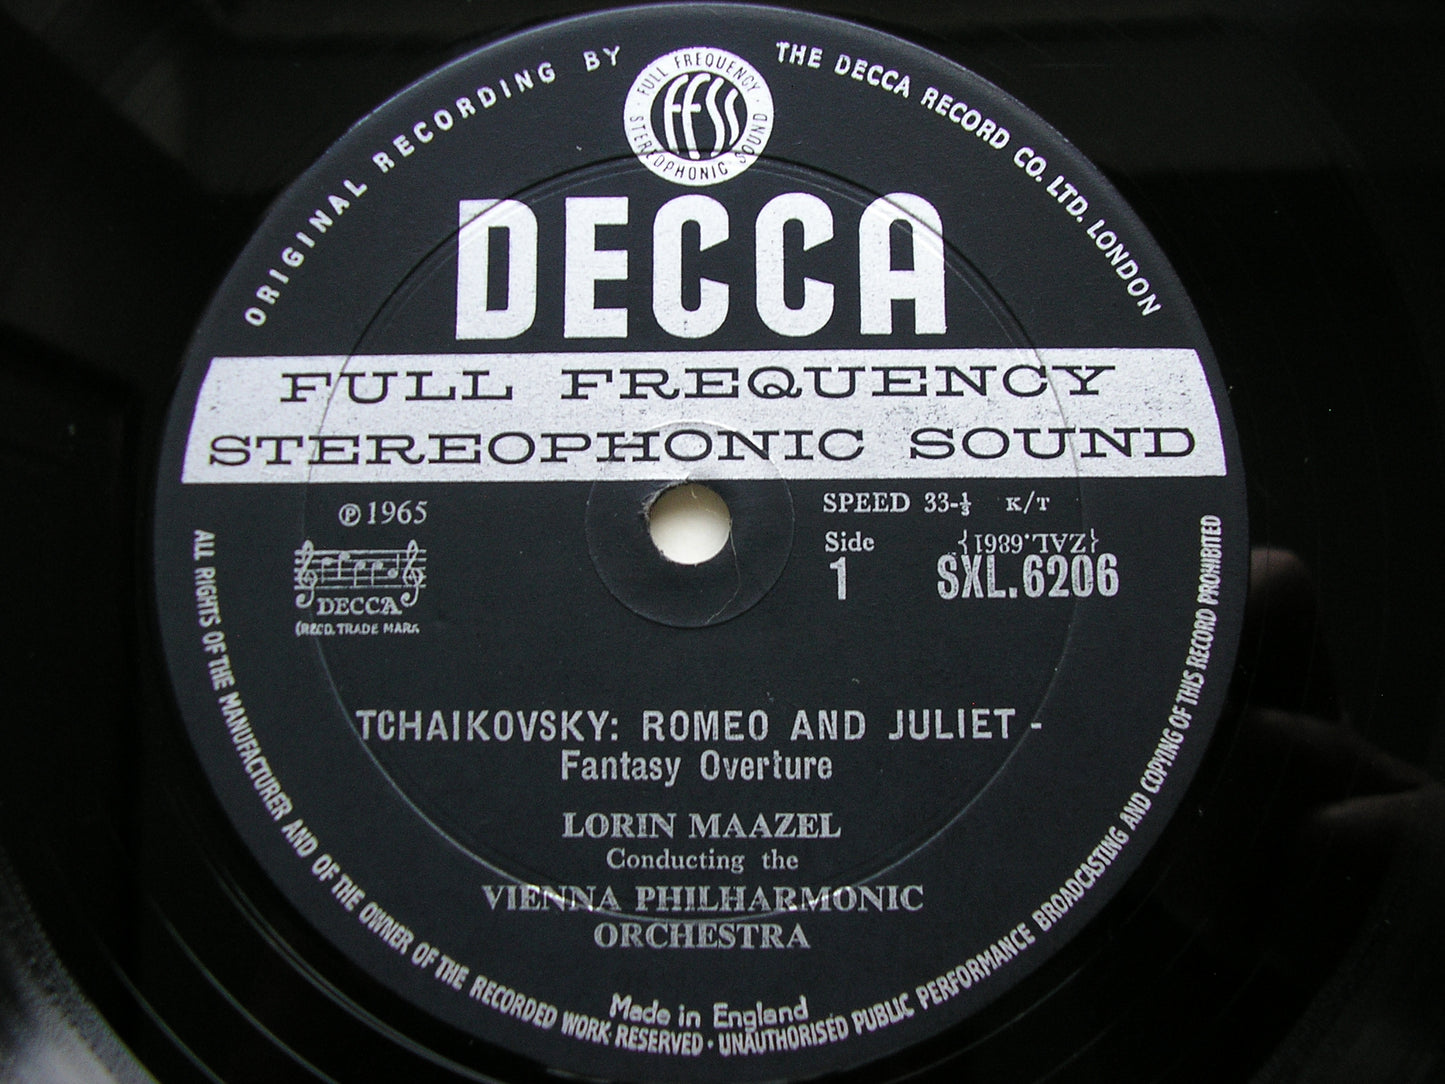 ORIGINAL RECORDING BY
THE DECCA RECORD CO. LTD. LONDON
FULL FREQUENCY
ffss
STEREOPHONIC SOUND
DECCA
FULL FREQUENCY
STEREOPHONIC SOUND
℗1965
SPEED 33-⅓ K/T
Side
{ZAL.6861}
1
SXL.6206
DECCA
(REGD. TRADE MARK
TCHAIKOVSKY: ROMEO AND JULIET -
Fantasy Overture
LORIN MAAZEL
Conducting the
VIENNA PHILHARMONIC
ORCHESTRA
Made in England
ALL RIGHTS OF THE MANUFACTURER AND OF THE OWNER OF THE RECORDED WORK RESERVED · UNAUTHORISED PUBLIC PERFORMANCE BROADCASTING AND COPYING OF THIS RECORD PROHIBITED